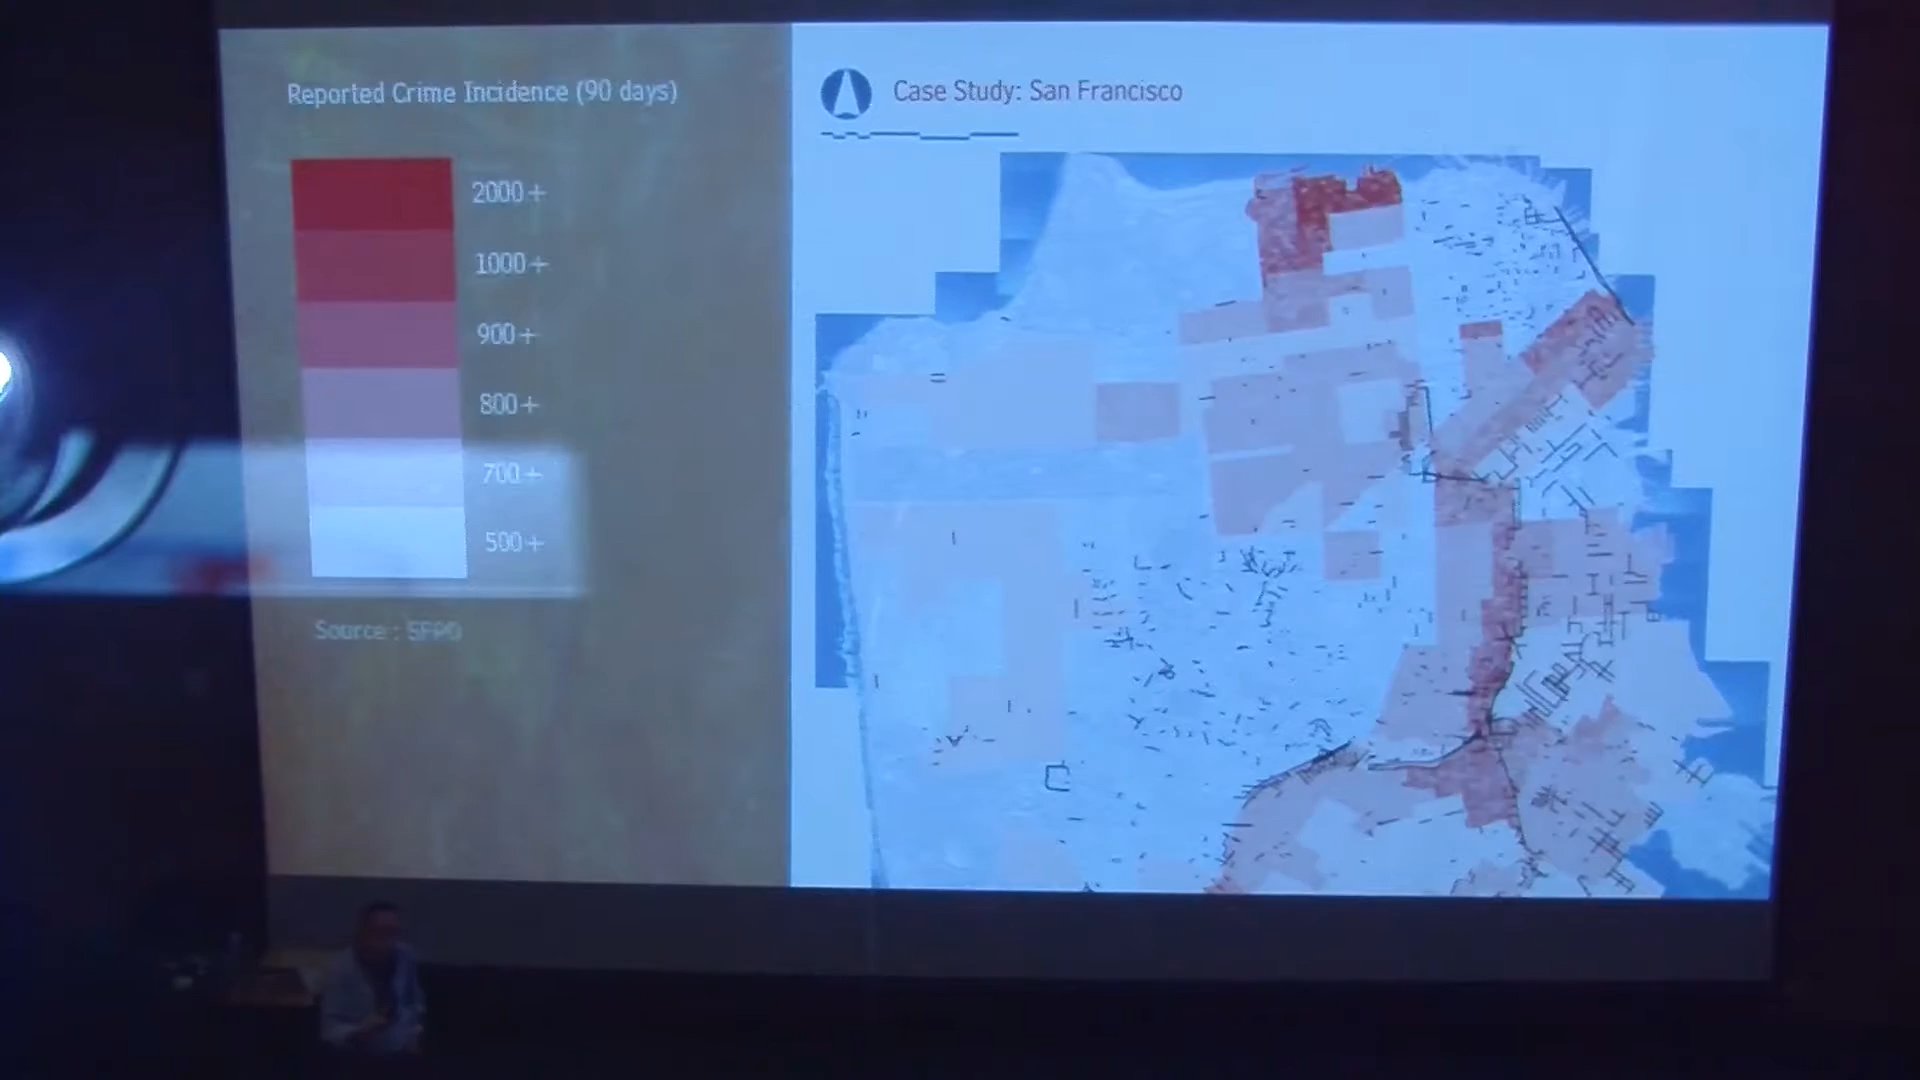 Reported Crime Incidence (90 days)
2000+
1000+
900+
800+
700+
500+
Source : SFPD
Case Study: San Francisco